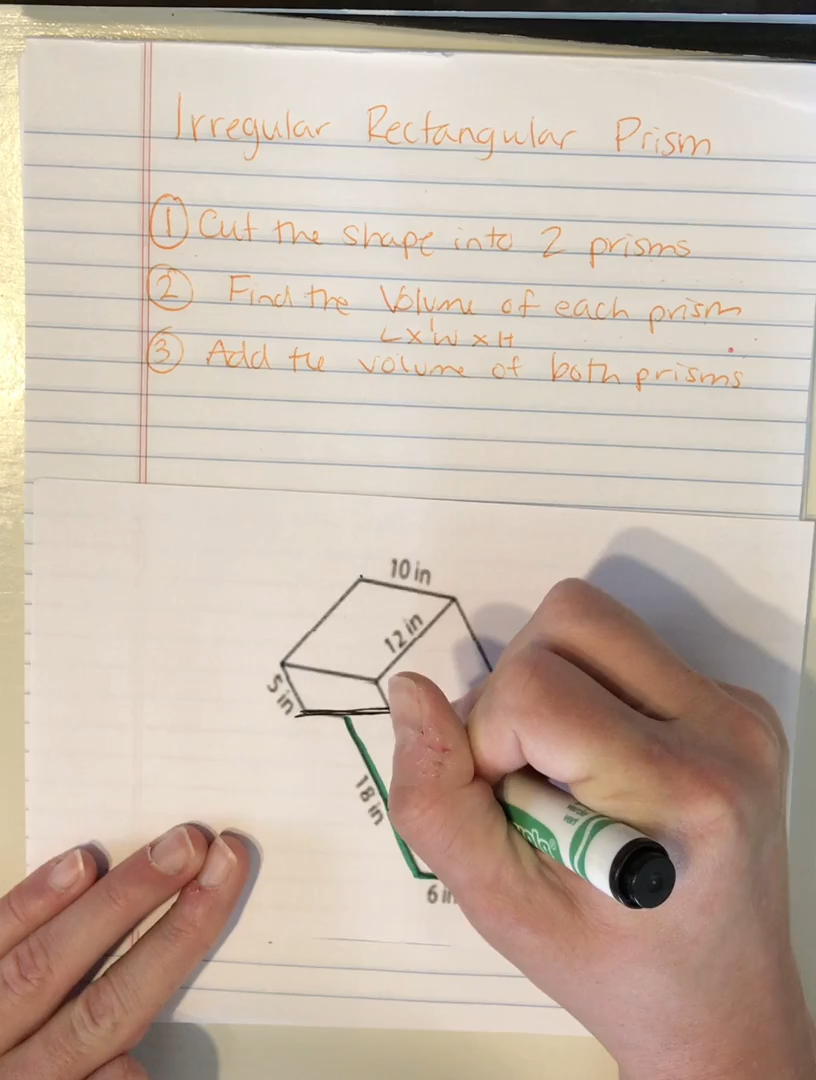 Irregular Rectangular Prism
① Cut the shape into 2 prisms
② Find the Volume of each prism
L x W x H
③ Add the volume of both prisms
10 in
12 in
5 in
18 in
6 in